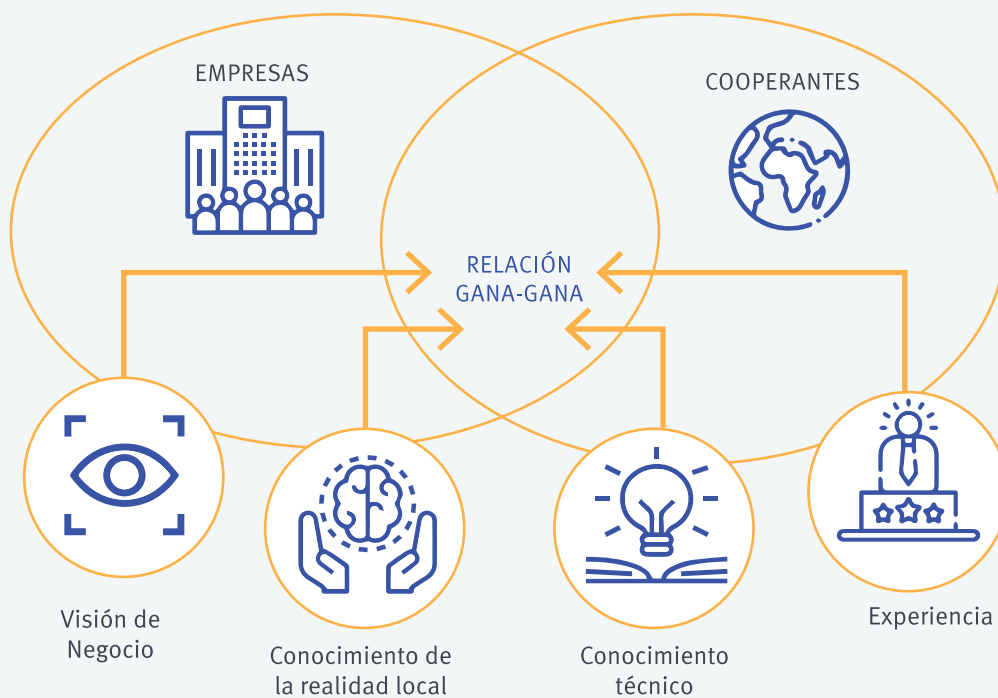 EMPRESAS
COOPERANTES
RELACIÓN
GANA-GANA
Visión de
Negocio
Conocimiento de
la realidad local
Conocimiento
técnico
Experiencia